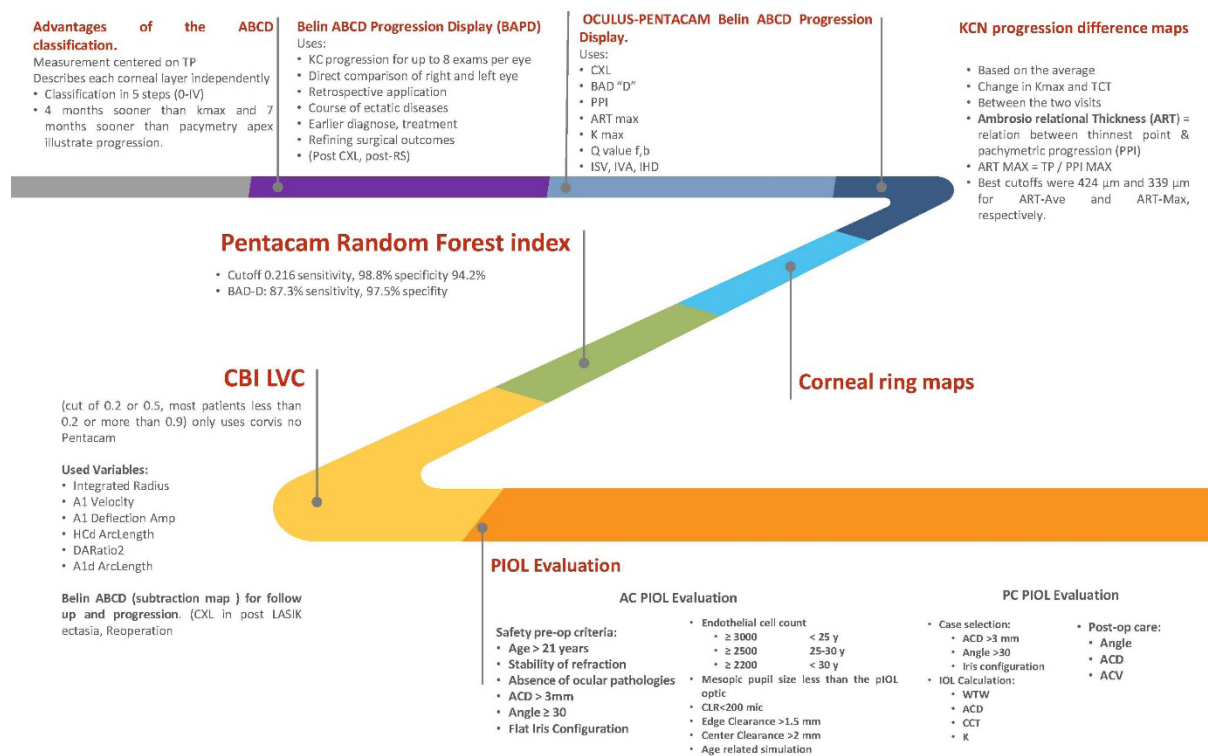 Advantages of the ABCD
classification.
Measurement centered on TP
Describes each corneal layer independently
• Classification in 5 steps (0-IV)
• 4 months sooner than kmax and 7
months sooner than pacymetry apex
illustrate progression.
Belin ABCD Progression Display (BAPD)
Uses:
• KC progression for up to 8 exams per eye
• Direct comparison of right and left eye
• Retrospective application
• Course of ectatic diseases
• Earlier diagnose, treatment
• Refining surgical outcomes
• (Post CXL, post-RS)
OCULUS-PENTACAM Belin ABCD Progression
Display.
Uses:
• CXL
• BAD "D"
• PPI
• ART max
• K max
• Q value f,b
• ISV, IVA, IHD
KCN progression difference maps
• Based on the average
• Change in Kmax and TCT
• Between the two visits
• Ambrosio relational Thickness (ART) =
relation between thinnest point &
pachymetric progression (PPI)
• ART MAX = TP / PPI MAX
• Best cutoffs were 424 μm and 339 μm
for ART-Ave and ART-Max,
respectively.
Pentacam Random Forest index
• Cutoff 0.216 sensitivity, 98.8% specificity 94.2%
• BAD-D: 87.3% sensitivity, 97.5% specifity
Corneal ring maps
CBI LVC
(cut of 0.2 or 0.5, most patients less than
0.2 or more than 0.9) only uses corvis no
Pentacam
Used Variables:
• Integrated Radius
• A1 Velocity
• A1 Deflection Amp
• HCd ArcLength
• DARatio2
• A1d ArcLength
Belin ABCD (subtraction map ) for follow
up and progression. (CXL in post LASIK
ectasia, Reoperation
PIOL Evaluation
AC PIOL Evaluation
Safety pre-op criteria:
• Age > 21 years
• Stability of refraction
• Absence of ocular pathologies
• ACD > 3mm
• Angle ≥ 30
• Flat Iris Configuration
• Endothelial cell count
• ≥ 3000 < 25 y
• ≥ 2500 25-30 y
• ≥ 2200 < 30 y
• Mesopic pupil size less than the pIOL
optic
• CLR<200 mic
• Edge Clearance >1.5 mm
• Center Clearance >2 mm
• Age related simulation
PC PIOL Evaluation
• Case selection:
• ACD >3 mm
• Angle >30
• Iris configuration
• IOL Calculation:
• WTW
• ACD
• CCT
• K
• Post-op care:
• Angle
• ACD
• ACV